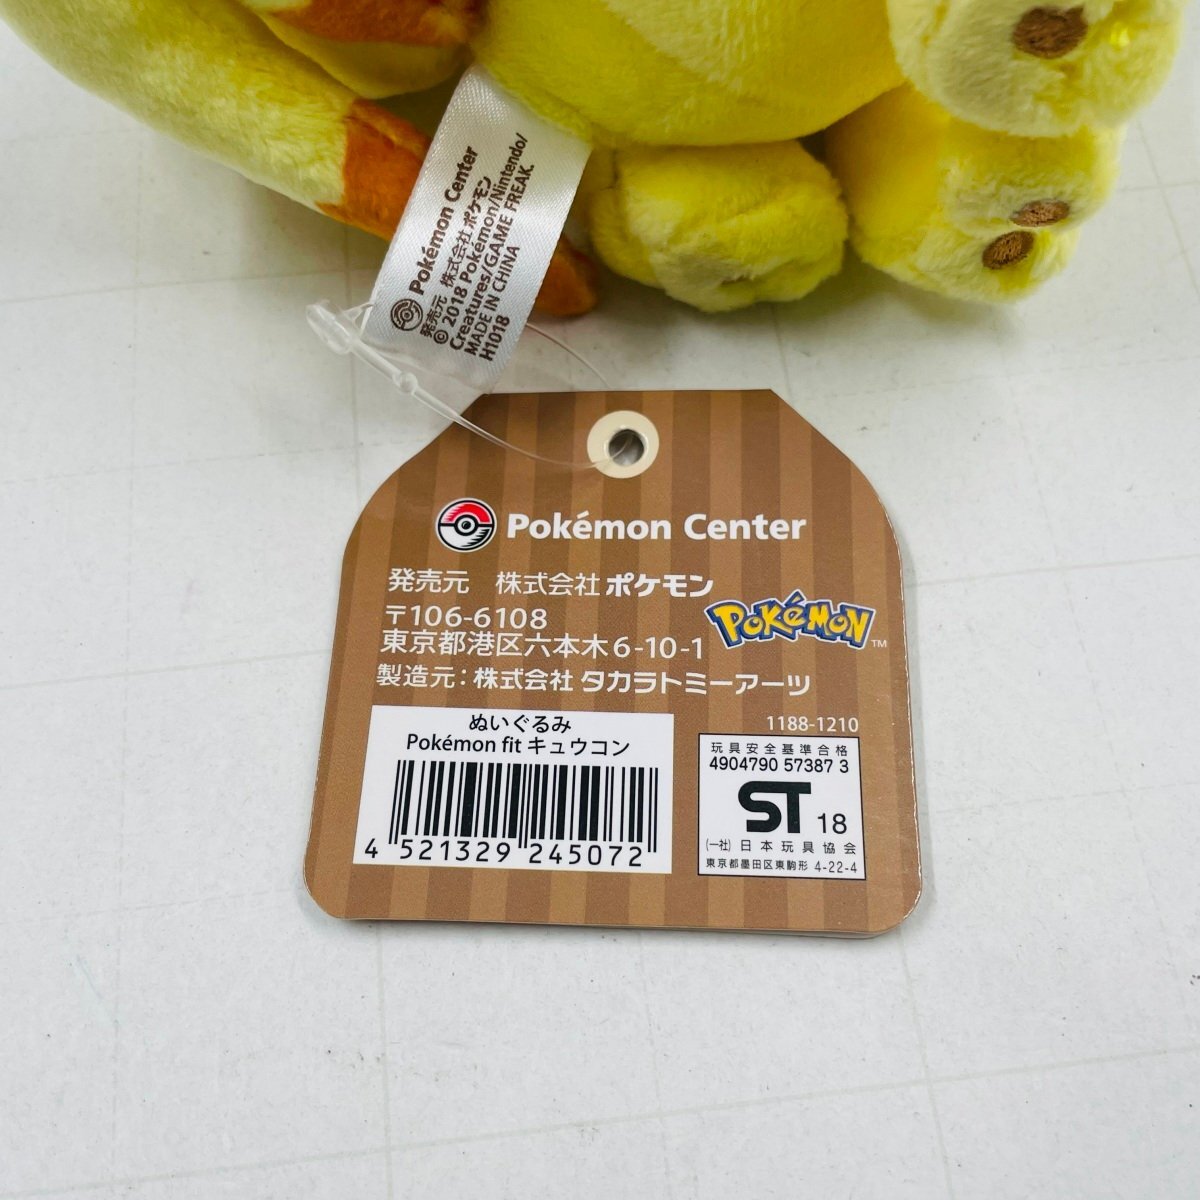 Pokémon Center
発売元 株式会社ポケモン
© 2018 Pokémon/Nintendo/
Creatures/GAME FREAK.
MADE IN CHINA
H1018
Pokémon Center
発売元 株式会社 ポケモン
〒106-6108
東京都港区六本木6-10-1
POKéMON™
製造元：株式会社 タカラトミーアーツ
ぬいぐるみ
Pokémon fit キュウコン
4 521329 245072
1188-1210
玩具安全基準合格
4904790 57387 3
ST 18
(一社) 日本玩具協会
東京都墨田区東駒形 4-22-4